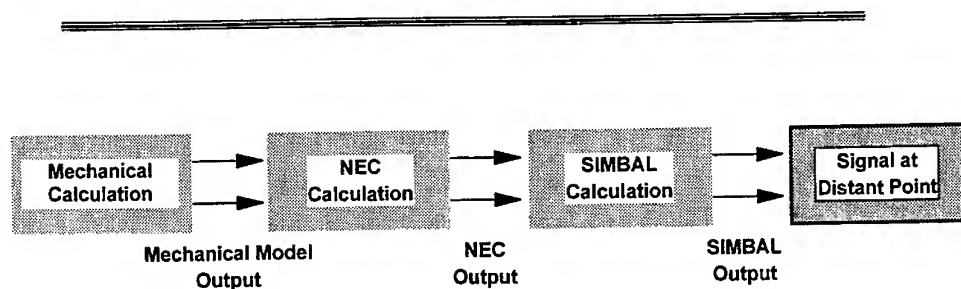 Mechanical
Calculation
NEC
Calculation
SIMBAL
Calculation
Signal at
Distant Point
Mechanical Model
Output
NEC
Output
SIMBAL
Output